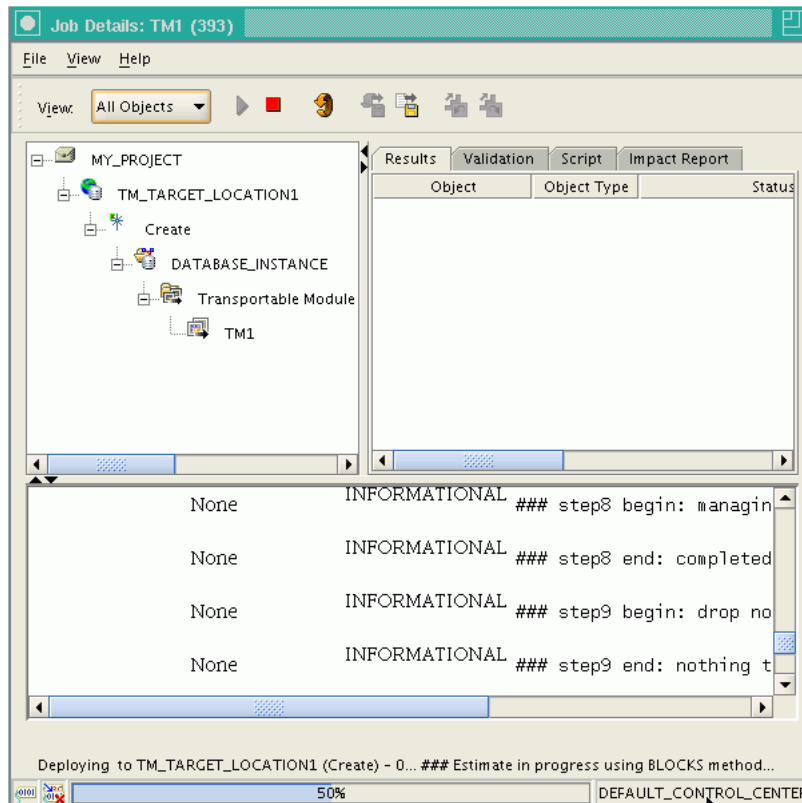 Job Details: TM1 (393)
File View Help
View: All Objects
MY_PROJECT
TM_TARGET_LOCATION1
Create
DATABASE_INSTANCE
Transportable Module
TM1
Results Validation Script Impact Report
Object Object Type Status
None INFORMATIONAL ### step8 begin: managin
None INFORMATIONAL ### step8 end: completed
None INFORMATIONAL ### step9 begin: drop no
None INFORMATIONAL ### step9 end: nothing t
Deploying to TM_TARGET_LOCATION1 (Create) - 0... ### Estimate in progress using BLOCKS method...
50% DEFAULT_CONTROL_CENTER